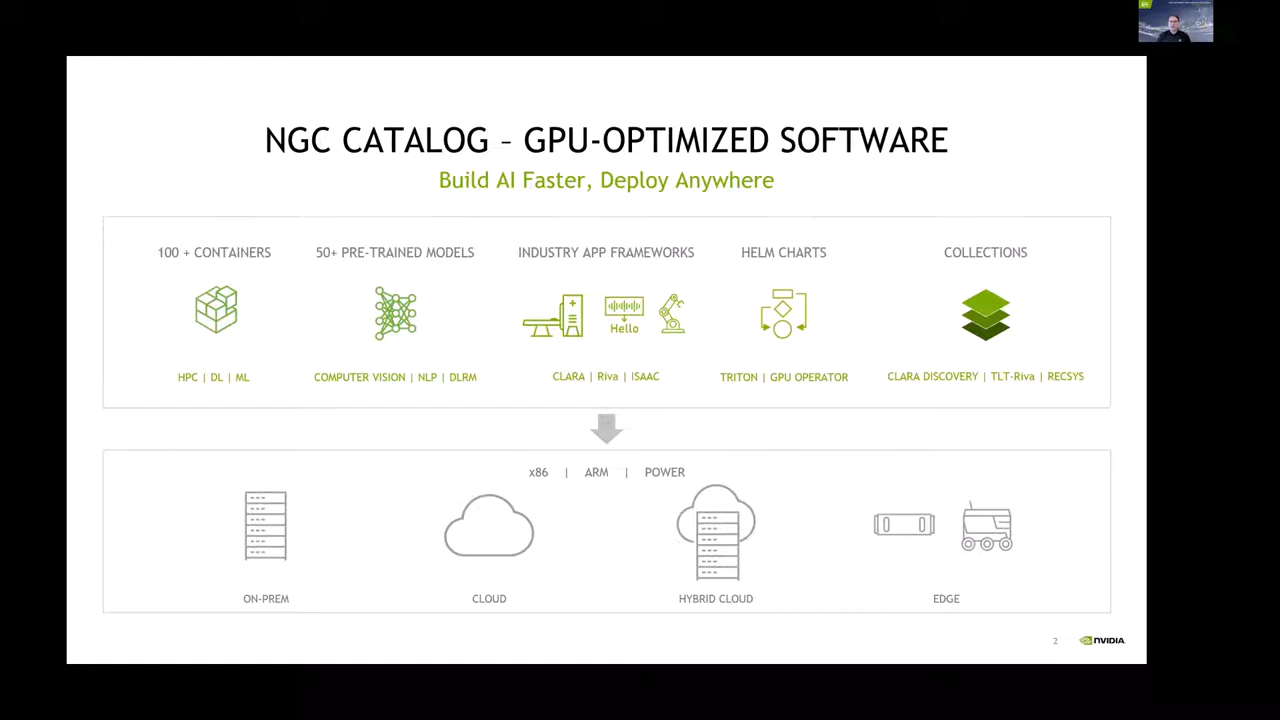 NGC CATALOG – GPU-OPTIMIZED SOFTWARE
Build AI Faster, Deploy Anywhere
100 + CONTAINERS
50+ PRE-TRAINED MODELS
INDUSTRY APP FRAMEWORKS
HELM CHARTS
COLLECTIONS
Hello
HPC | DL | ML
COMPUTER VISION | NLP | DLRM
CLARA | Riva | ISAAC
TRITON | GPU OPERATOR
CLARA DISCOVERY | TLT-Riva | RECSYS
x86 | ARM | POWER
ON-PREM
CLOUD
HYBRID CLOUD
EDGE
2
NVIDIA.